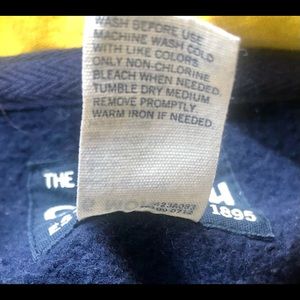 WASH BEFORE USE
MACHINE WASH COLD
WITH LIKE COLORS
ONLY NON-CHLORINE
BLEACH WHEN NEEDED.
TUMBLE DRY MEDIUM.
REMOVE PROMPTLY
WARM IRON IF NEEDED.
THE
1895